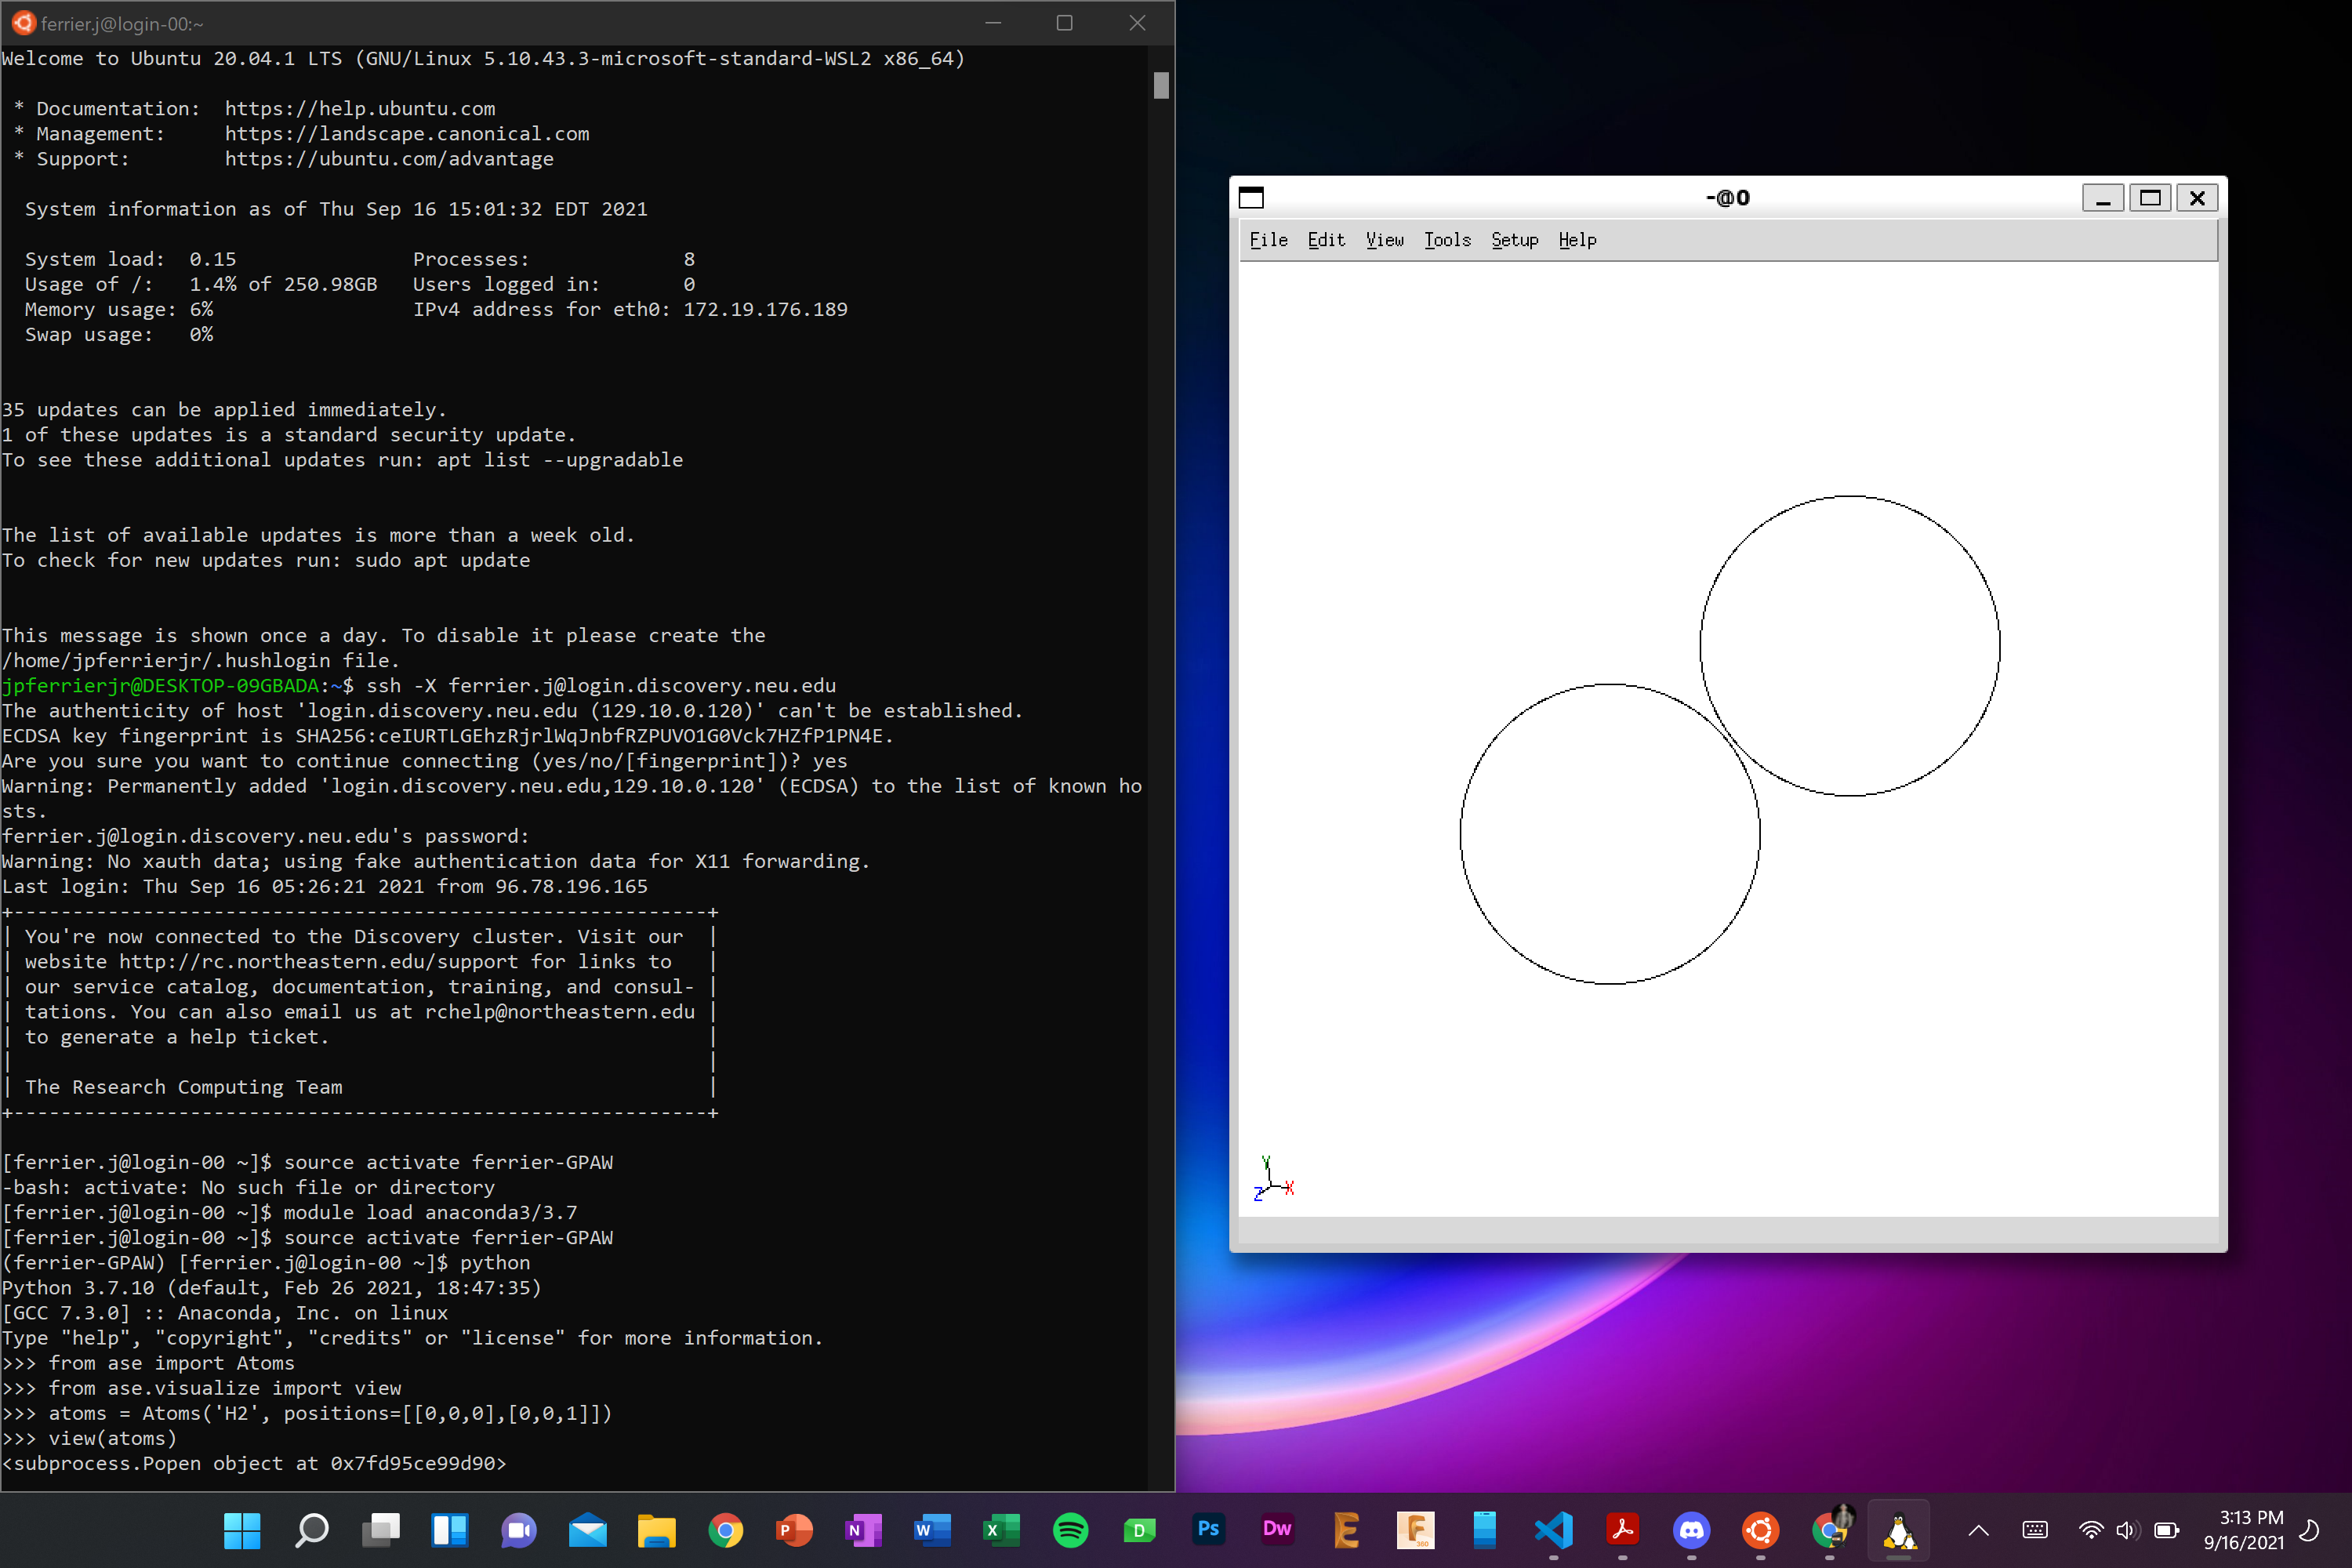 ferrier.j@login-00:~
Welcome to Ubuntu 20.04.1 LTS (GNU/Linux 5.10.43.3-microsoft-standard-WSL2 x86_64)
* Documentation:  https://help.ubuntu.com
* Management:     https://landscape.canonical.com
* Support:        https://ubuntu.com/advantage
System information as of Thu Sep 16 15:01:32 EDT 2021
System load:  0.15               Processes:             8
Usage of /:   1.4% of 250.98GB   Users logged in:       0
Memory usage: 6%                 IPv4 address for eth0: 172.19.176.189
Swap usage:   0%
35 updates can be applied immediately.
1 of these updates is a standard security update.
To see these additional updates run: apt list --upgradable
The list of available updates is more than a week old.
To check for new updates run: sudo apt update
This message is shown once a day. To disable it please create the
/home/jpferrierjr/.hushlogin file.
jpferrierjr@DESKTOP-09GBADA:~$ ssh -X ferrier.j@login.discovery.neu.edu
The authenticity of host 'login.discovery.neu.edu (129.10.0.120)' can't be established.
ECDSA key fingerprint is SHA256:ceIURTLGEhzRjrlWqJnbfRZPUVO1G0Vck7HZfP1PN4E.
Are you sure you want to continue connecting (yes/no/[fingerprint])? yes
Warning: Permanently added 'login.discovery.neu.edu,129.10.0.120' (ECDSA) to the list of known ho
sts.
ferrier.j@login.discovery.neu.edu's password:
Warning: No xauth data; using fake authentication data for X11 forwarding.
Last login: Thu Sep 16 05:26:21 2021 from 96.78.196.165
+-----------------------------------------------------------+
| You're now connected to the Discovery cluster. Visit our  |
| website http://rc.northeastern.edu/support for links to   |
| our service catalog, documentation, training, and consul- |
| tations. You can also email us at rchelp@northeastern.edu |
| to generate a help ticket.                                |
|                                                           |
| The Research Computing Team                               |
+-----------------------------------------------------------+
[ferrier.j@login-00 ~]$ source activate ferrier-GPAW
-bash: activate: No such file or directory
[ferrier.j@login-00 ~]$ module load anaconda3/3.7
[ferrier.j@login-00 ~]$ source activate ferrier-GPAW
(ferrier-GPAW) [ferrier.j@login-00 ~]$ python
Python 3.7.10 (default, Feb 26 2021, 18:47:35)
[GCC 7.3.0] :: Anaconda, Inc. on linux
Type "help", "copyright", "credits" or "license" for more information.
>>> from ase import Atoms
>>> from ase.visualize import view
>>> atoms = Atoms('H2', positions=[[0,0,0],[0,0,1]])
>>> view(atoms)
<subprocess.Popen object at 0x7fd95ce99d90>
-@0
File Edit View Tools Setup Help
Y
Z X
P N W X D Ps Dw E F 360
3:13 PM
9/16/2021